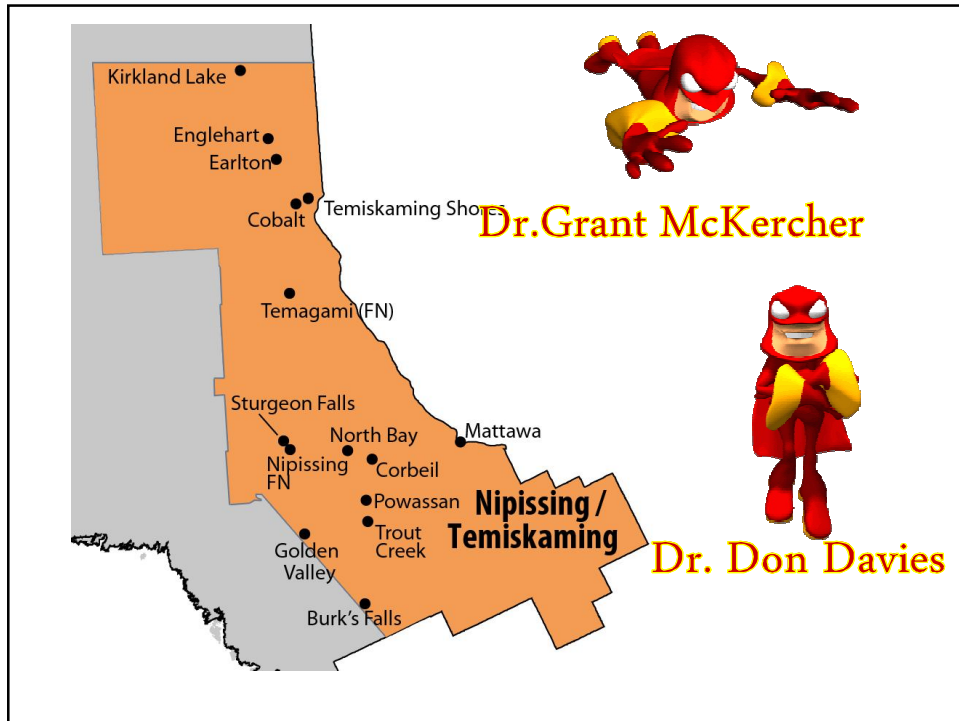 Kirkland Lake
Englehart
Earlton
Temiskaming Shores
Cobalt
Dr.Grant McKercher
Temagami (FN)
Sturgeon Falls
North Bay
Mattawa
Nipissing
FN
Corbeil
Powassan
Nipissing /
Temiskaming
Trout
Creek
Golden
Valley
Burk's Falls
Dr. Don Davies